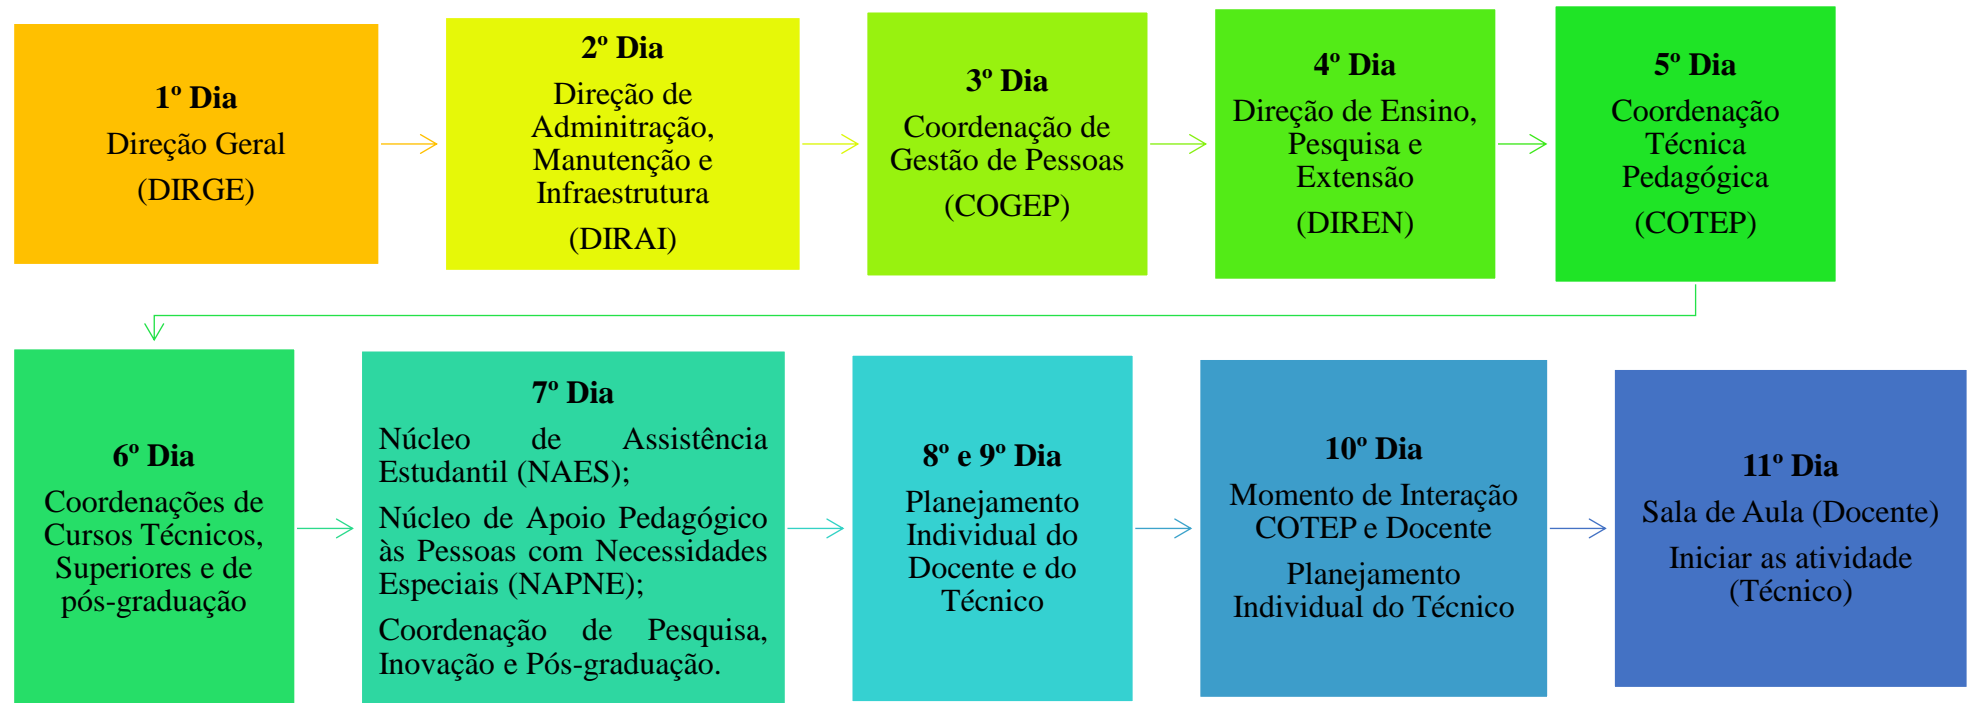 1º Dia
Direção Geral
(DIRGE)
2º Dia
Direção de
Adminitração,
Manutenção e
Infraestrutura
(DIRAI)
3º Dia
Coordenação de
Gestão de Pessoas
(COGEP)
4º Dia
Direção de Ensino,
Pesquisa e
Extensão
(DIREN)
5º Dia
Coordenação
Técnica
Pedagógica
(COTEP)
6º Dia
Coordenações de
Cursos Técnicos,
Superiores e de
pós-graduação
7º Dia
Núcleo de Assistência
Estudantil (NAES);
Núcleo de Apoio Pedagógico
às Pessoas com Necessidades
Especiais (NAPNE);
Coordenação de Pesquisa,
Inovação e Pós-graduação.
8º e 9º Dia
Planejamento
Individual do
Docente e do
Técnico
10º Dia
Momento de Interação
COTEP e Docente
Planejamento
Individual do Técnico
11º Dia
Sala de Aula (Docente)
Iniciar as atividade
(Técnico)